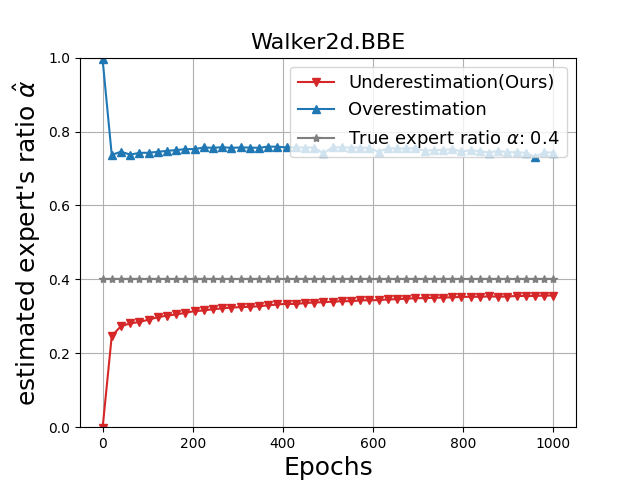 Walker2d.BBE
estimated expert's ratio α̂
1.0
0.8
0.6
0.4
0.2
0.0
Underestimation(Ours)
Overestimation
True expert ratio α: 0.4
0 200 400 600 800 1000
Epochs